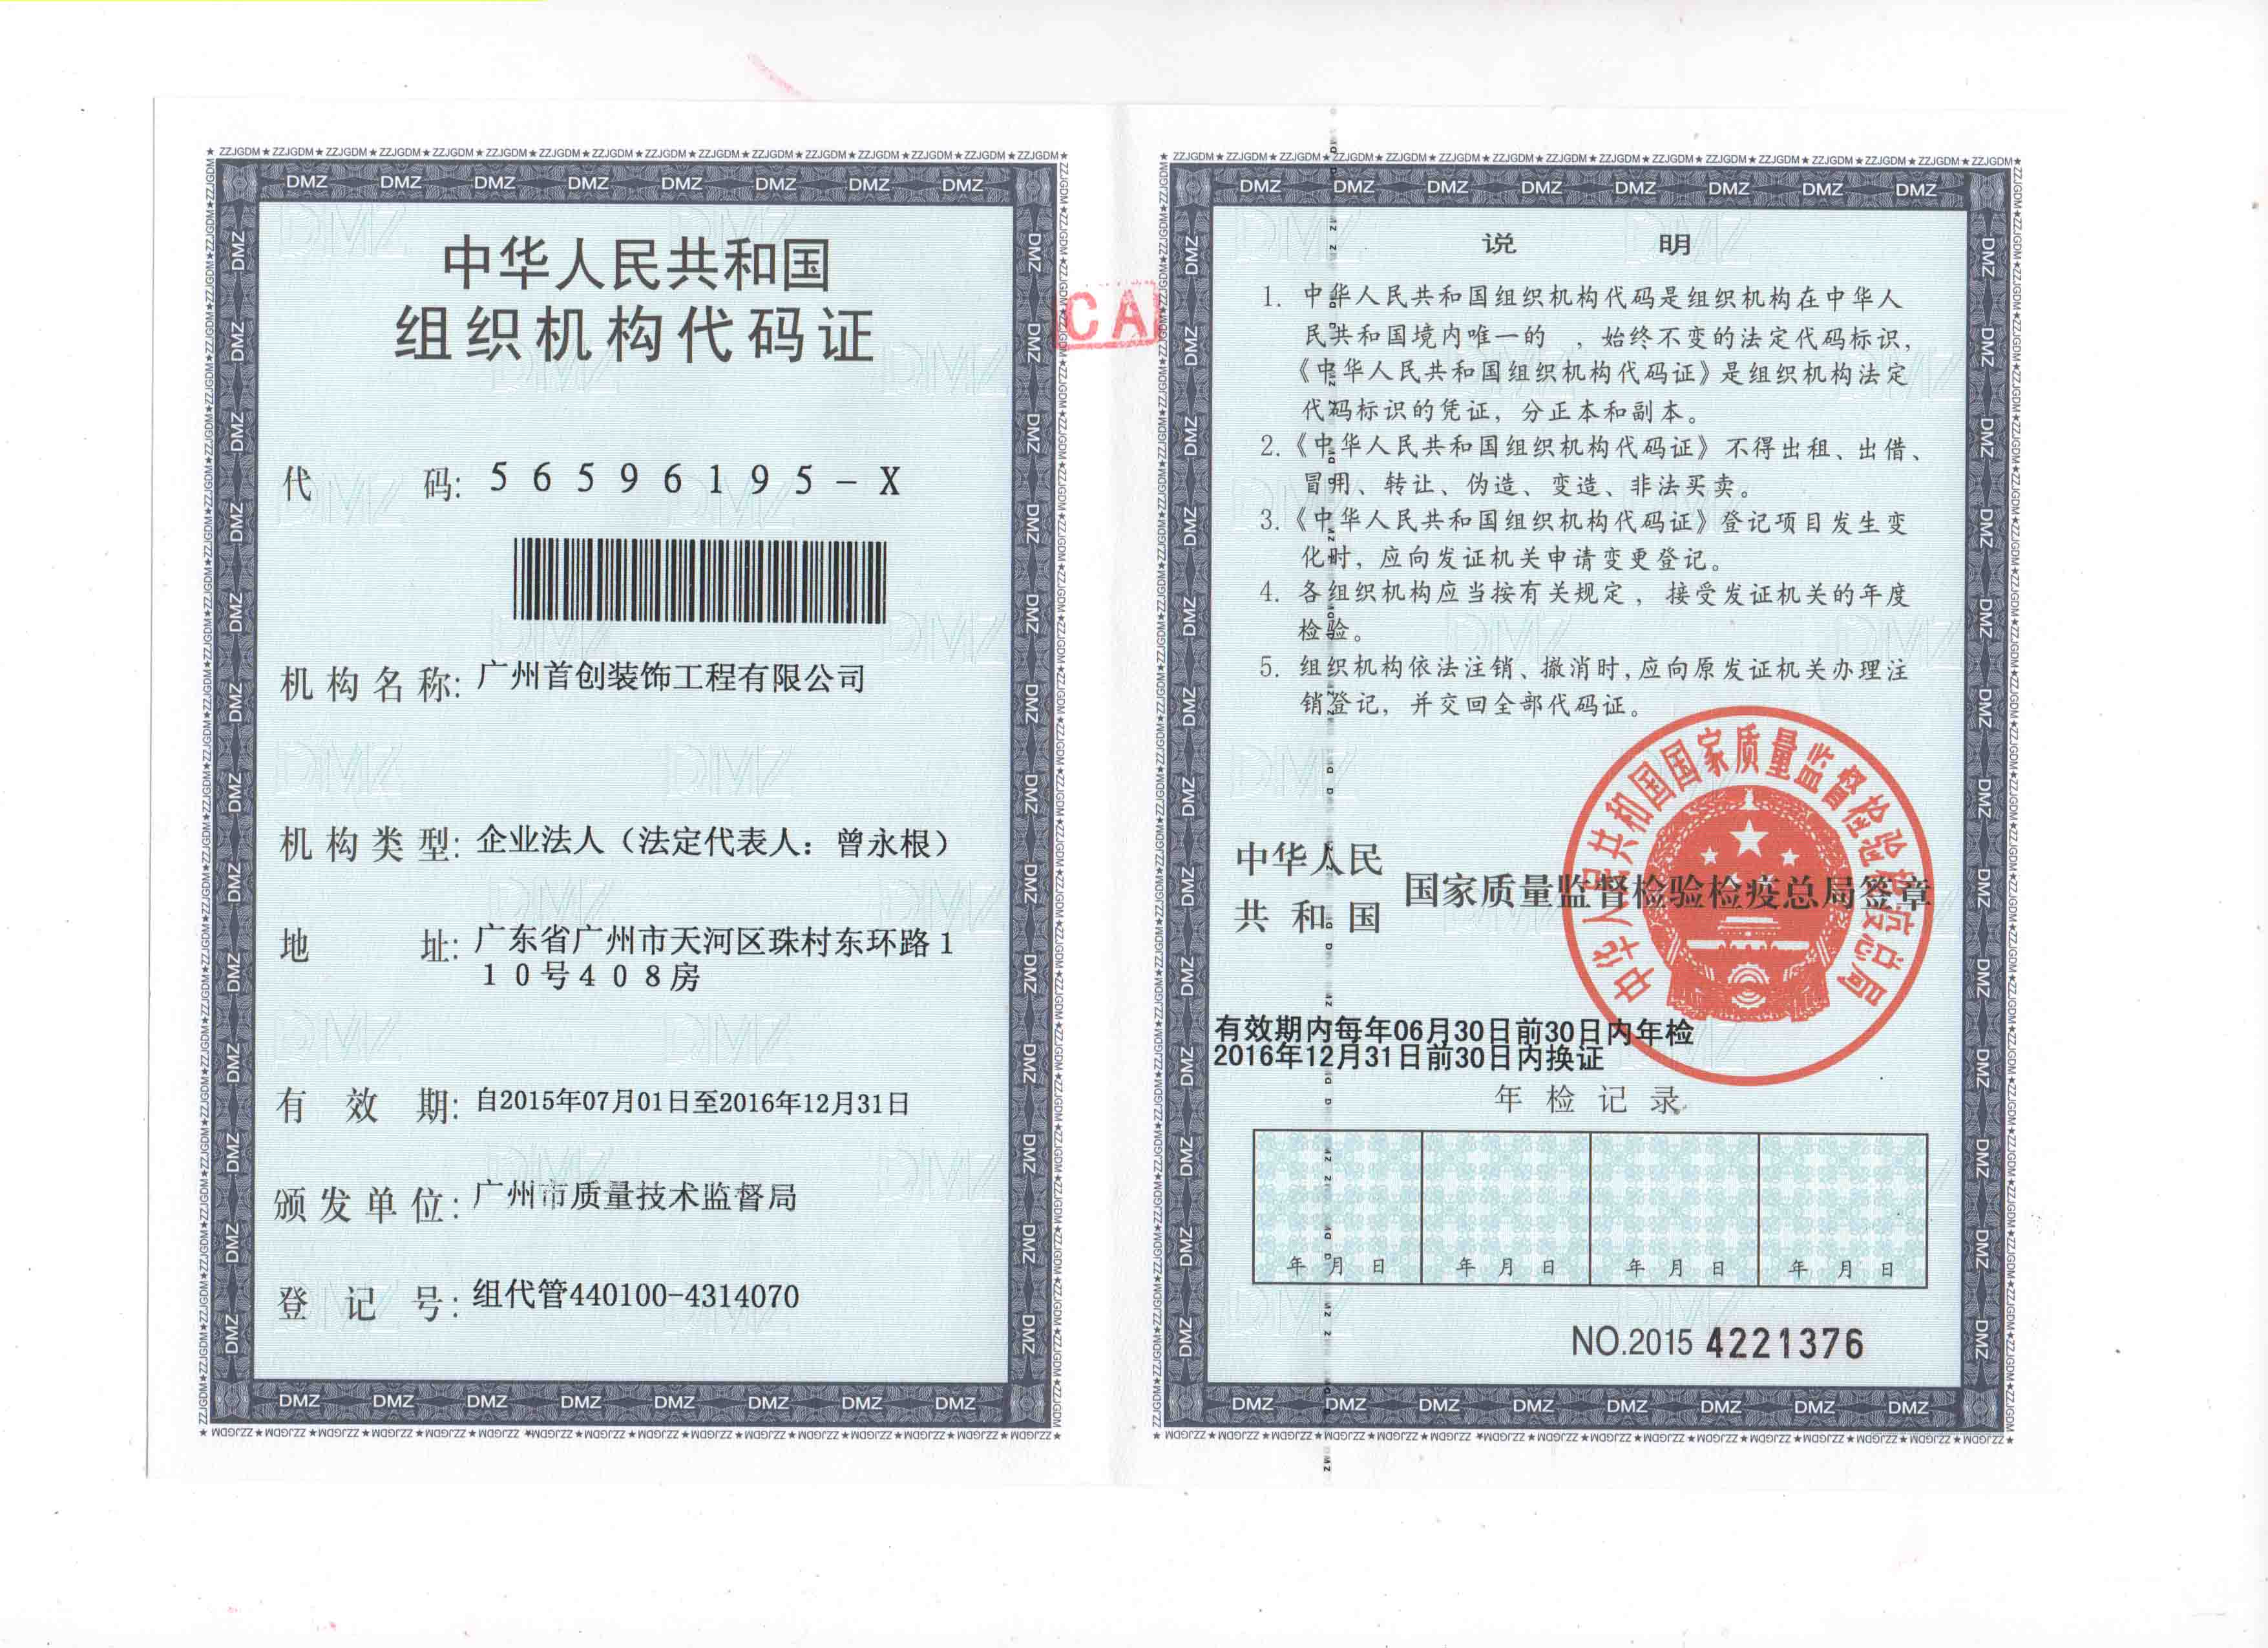 中华人民共和国
组织机构代码证
代 码: 56596195-X
机构名称: 广州首创装饰工程有限公司
机构类型: 企业法人（法定代表人：曾永根）
地 址: 广东省广州市天河区珠村东环路1
10号408房
有 效 期: 自2015年07月01日至2016年12月31日
颁发单位: 广州市质量技术监督局
登 记 号: 组代管440100-4314070
CA
说 明
1. 中华人民共和国组织机构代码是组织机构在中华人
民共和国境内唯一的 ，始终不变的法定代码标识，
《中华人民共和国组织机构代码证》是组织机构法定
代码标识的凭证，分正本和副本。
2.《中华人民共和国组织机构代码证》不得出租、出借、
冒用、转让、伪造、变造、非法买卖。
3.《中华人民共和国组织机构代码证》登记项目发生变
化时，应向发证机关申请变更登记。
4. 各组织机构应当按有关规定，接受发证机关的年度
检验。
5. 组织机构依法注销、撤消时，应向原发证机关办理注
销登记，并交回全部代码证。
中华人民
共和国
国家质量监督检验检疫总局签章
中华人民共和国国家质量监督检验检疫总局
有效期内每年06月30日前30日内年检
2016年12月31日前30日内换证
年检记录
年 月 日 年 月 日 年 月 日 年 月 日
NO.2015 4221376